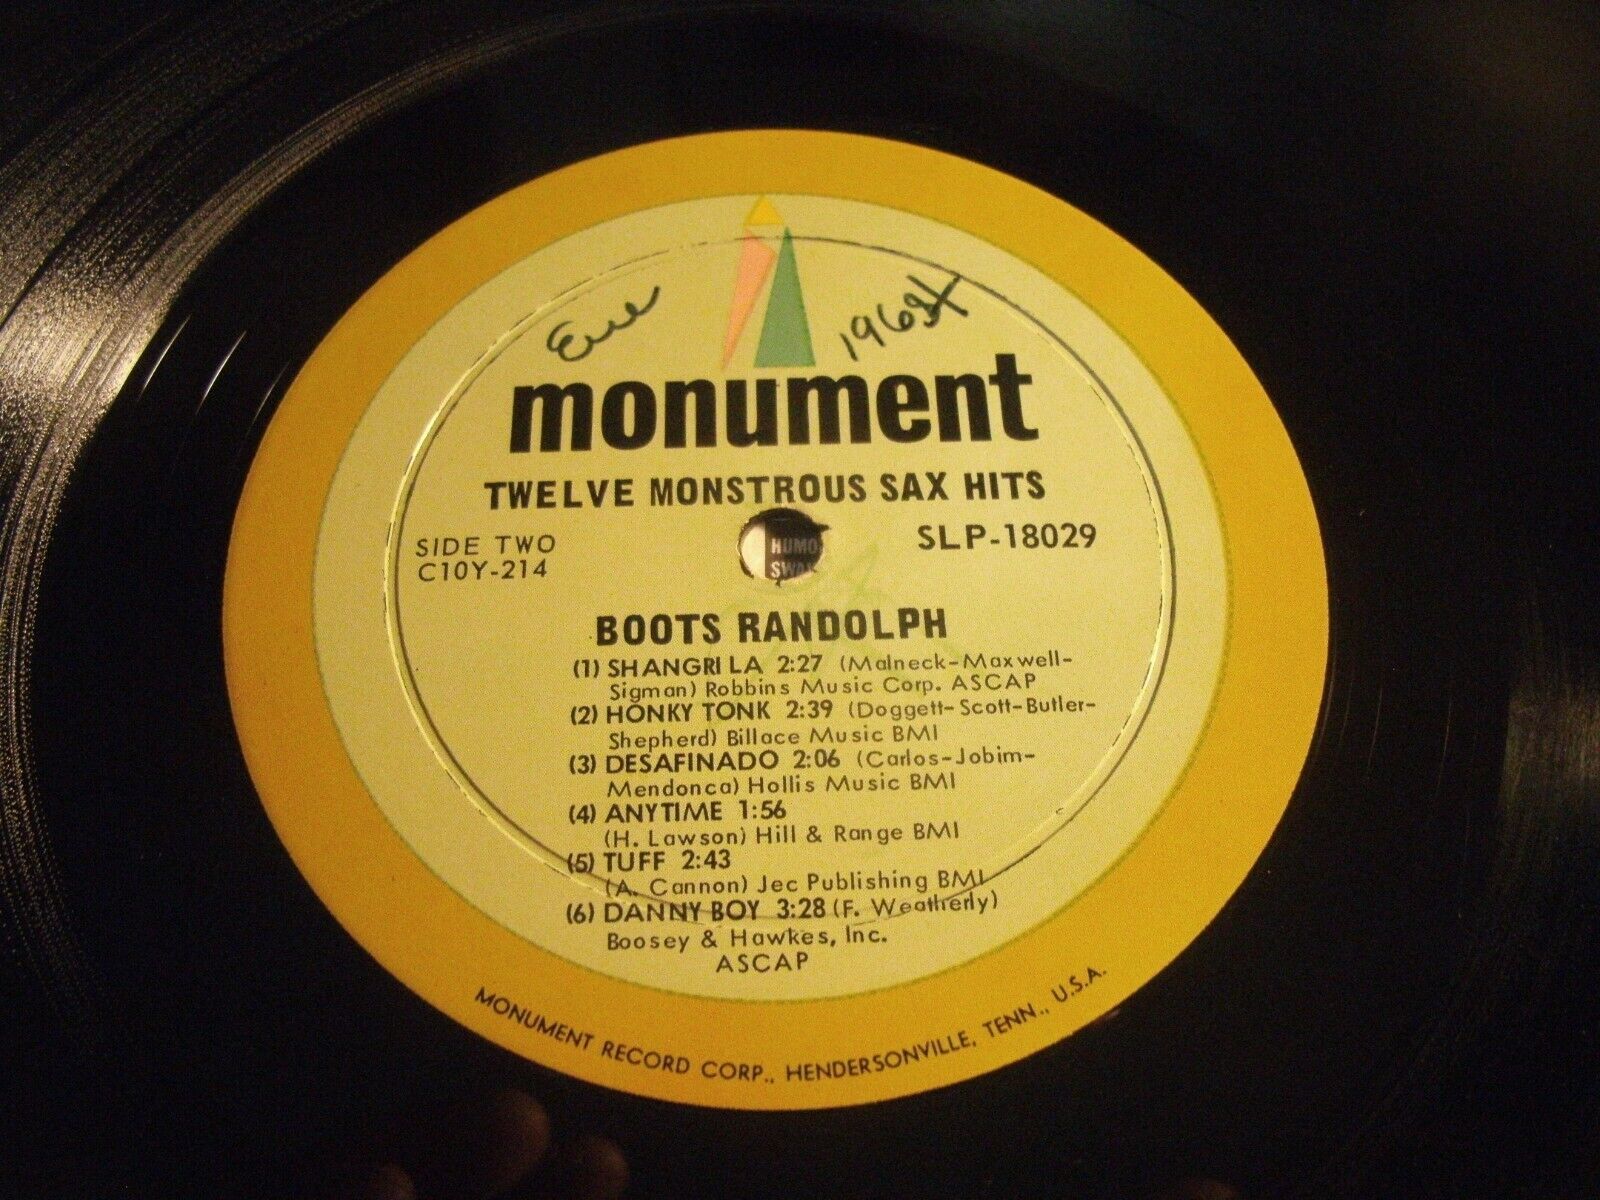 monument
TWELVE MONSTROUS SAX HITS
SIDE TWO
C10Y-214
SLP-18029
HUMO
SWA
BOOTS RANDOLPH
(1) SHANGRI LA 2:27 (Malneck-Maxwell-
Sigman) Robbins Music Corp. ASCAP
(2) HONKY TONK 2:39 (Doggett-Scott-Butler-
Shepherd) Billace Music BMI
(3) DESAFINADO 2:06 (Carlos-Jobim-
Mendonca) Hollis Music BMI
(4) ANYTIME 1:56
(H. Lawson) Hill & Range BMI
(5) TUFF 2:43
(A. Cannon) Jec Publishing BMI
(6) DANNY BOY 3:28 (F. Weatherly)
Boosey & Hawkes, Inc.
ASCAP
MONUMENT RECORD CORP., HENDERSONVILLE, TENN., U.S.A.